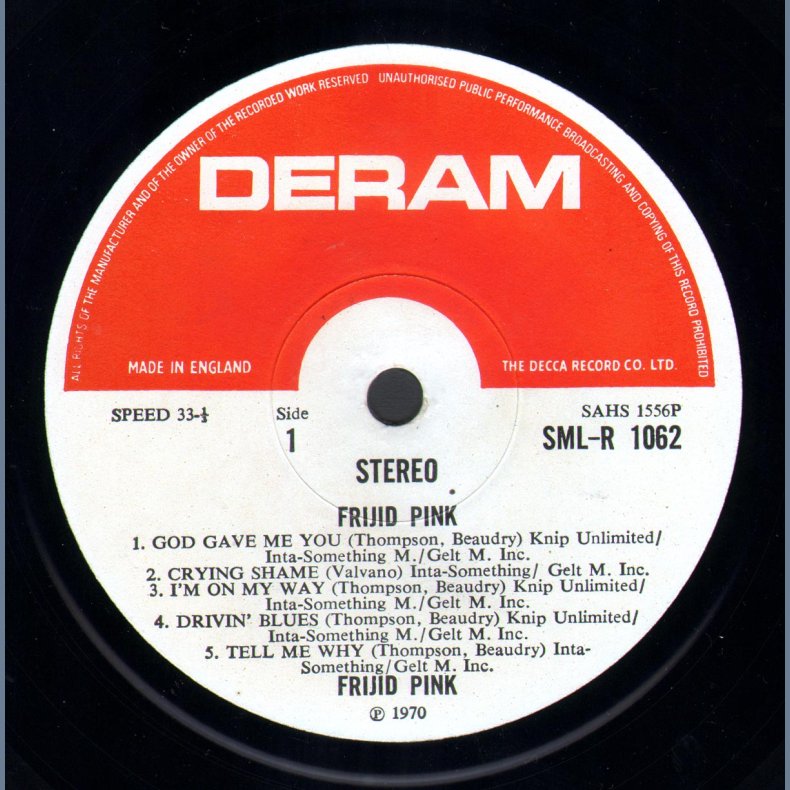 ALL RIGHTS OF THE MANUFACTURER AND OF THE OWNER OF THE RECORDED WORK RESERVED UNAUTHORISED PUBLIC PERFORMANCE BROADCASTING AND COPYING OF THIS RECORD PROHIBITED
DERAM
MADE IN ENGLAND THE DECCA RECORD CO. LTD.
SPEED 33-⅓ Side SAHS 1556P
1 SML-R 1062
STEREO
FRIJID PINK
1. GOD GAVE ME YOU (Thompson, Beaudry) Knip Unlimited/
Inta-Something M./Gelt M. Inc.
2. CRYING SHAME (Valvano) Inta-Something/ Gelt M. Inc.
3. I'M ON MY WAY (Thompson, Beaudry) Knip Unlimited/
Inta-Something M./Gelt M. Inc.
4. DRIVIN' BLUES (Thompson, Beaudry) Knip Unlimited/
Inta-Something M./Gelt M. Inc.
5. TELL ME WHY (Thompson, Beaudry) Inta-
Something/Gelt M. Inc.
FRIJID PINK
℗ 1970